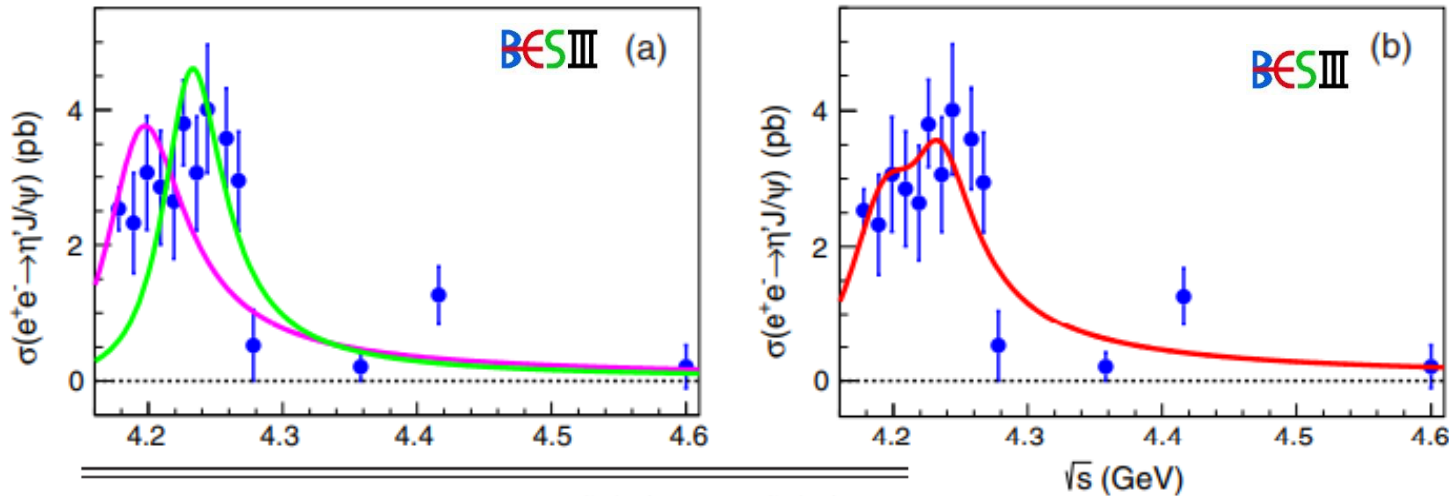 BESIII (a)
σ(e⁺e⁻→η'J/ψ) (pb)
4
2
0
4.2 4.3 4.4 4.5 4.6
BESIII (b)
σ(e⁺e⁻→η'J/ψ) (pb)
4
2
0
4.2 4.3 4.4 4.5 4.6
√s (GeV)